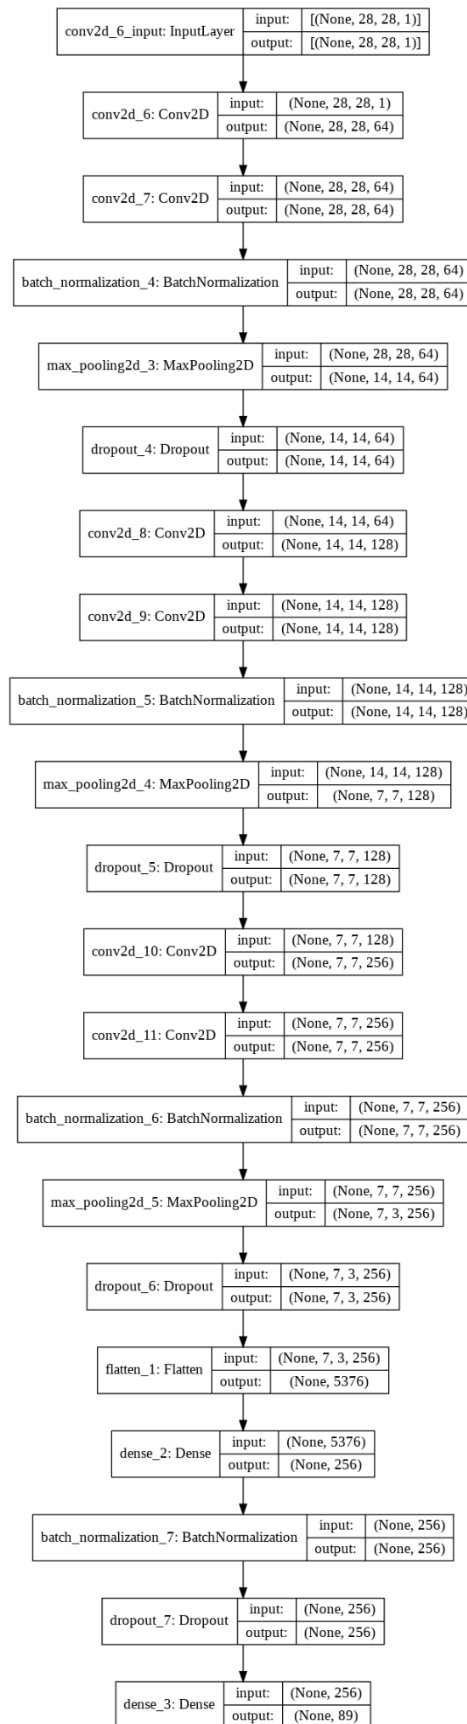 conv2d_6_input: InputLayer
input: [(None, 28, 28, 1)]
output: [(None, 28, 28, 1)]
conv2d_6: Conv2D
input: (None, 28, 28, 1)
output: (None, 28, 28, 64)
conv2d_7: Conv2D
input: (None, 28, 28, 64)
output: (None, 28, 28, 64)
batch_normalization_4: BatchNormalization
input: (None, 28, 28, 64)
output: (None, 28, 28, 64)
max_pooling2d_3: MaxPooling2D
input: (None, 28, 28, 64)
output: (None, 14, 14, 64)
dropout_4: Dropout
input: (None, 14, 14, 64)
output: (None, 14, 14, 64)
conv2d_8: Conv2D
input: (None, 14, 14, 64)
output: (None, 14, 14, 128)
conv2d_9: Conv2D
input: (None, 14, 14, 128)
output: (None, 14, 14, 128)
batch_normalization_5: BatchNormalization
input: (None, 14, 14, 128)
output: (None, 14, 14, 128)
max_pooling2d_4: MaxPooling2D
input: (None, 14, 14, 128)
output: (None, 7, 7, 128)
dropout_5: Dropout
input: (None, 7, 7, 128)
output: (None, 7, 7, 128)
conv2d_10: Conv2D
input: (None, 7, 7, 128)
output: (None, 7, 7, 256)
conv2d_11: Conv2D
input: (None, 7, 7, 256)
output: (None, 7, 7, 256)
batch_normalization_6: BatchNormalization
input: (None, 7, 7, 256)
output: (None, 7, 7, 256)
max_pooling2d_5: MaxPooling2D
input: (None, 7, 7, 256)
output: (None, 7, 3, 256)
dropout_6: Dropout
input: (None, 7, 3, 256)
output: (None, 7, 3, 256)
flatten_1: Flatten
input: (None, 7, 3, 256)
output: (None, 5376)
dense_2: Dense
input: (None, 5376)
output: (None, 256)
batch_normalization_7: BatchNormalization
input: (None, 256)
output: (None, 256)
dropout_7: Dropout
input: (None, 256)
output: (None, 256)
dense_3: Dense
input: (None, 256)
output: (None, 89)